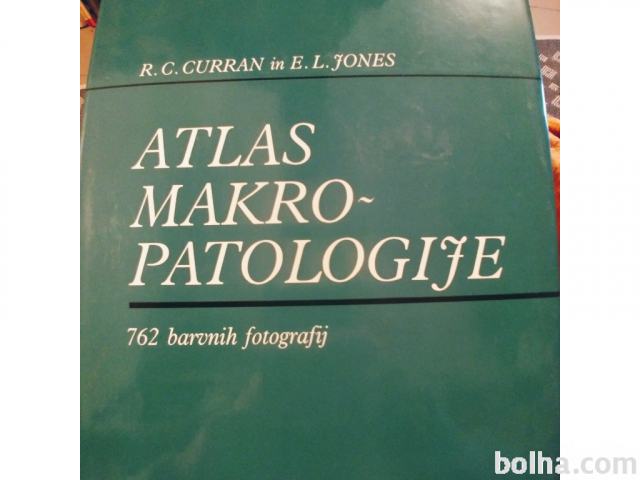 R. C. CURRAN in E. L. JONES
ATLAS
MAKRO-
PATOLOGIJE
762 barvnih fotografij
bolha.com